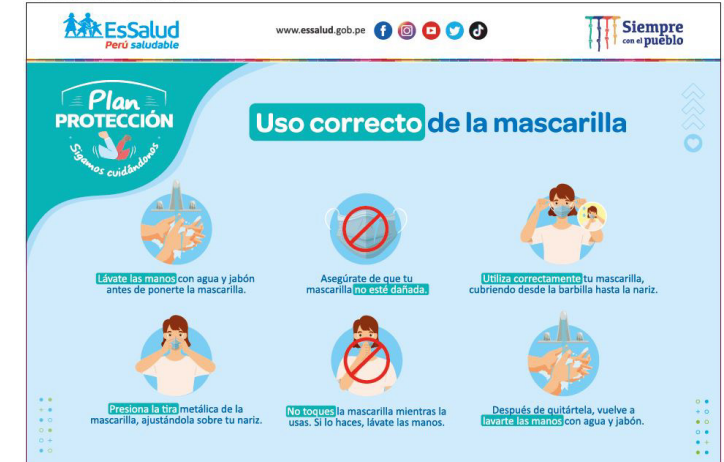 EsSalud
Perú saludable
www.essalud.gob.pe
Siempre
con el pueblo
Plan
PROTECCIÓN
Sigamos cuidándonos
Uso correcto de la mascarilla
Lávate las manos con agua y jabón
antes de ponerte la mascarilla.
Asegúrate de que tu
mascarilla no esté dañada.
Utiliza correctamente tu mascarilla,
cubriendo desde la barbilla hasta la nariz.
Presiona la tira metálica de la
mascarilla, ajustándola sobre tu nariz.
No toques la mascarilla mientras la
usas. Si lo haces, lávate las manos.
Después de quitártela, vuelve a
lavarte las manos con agua y jabón.